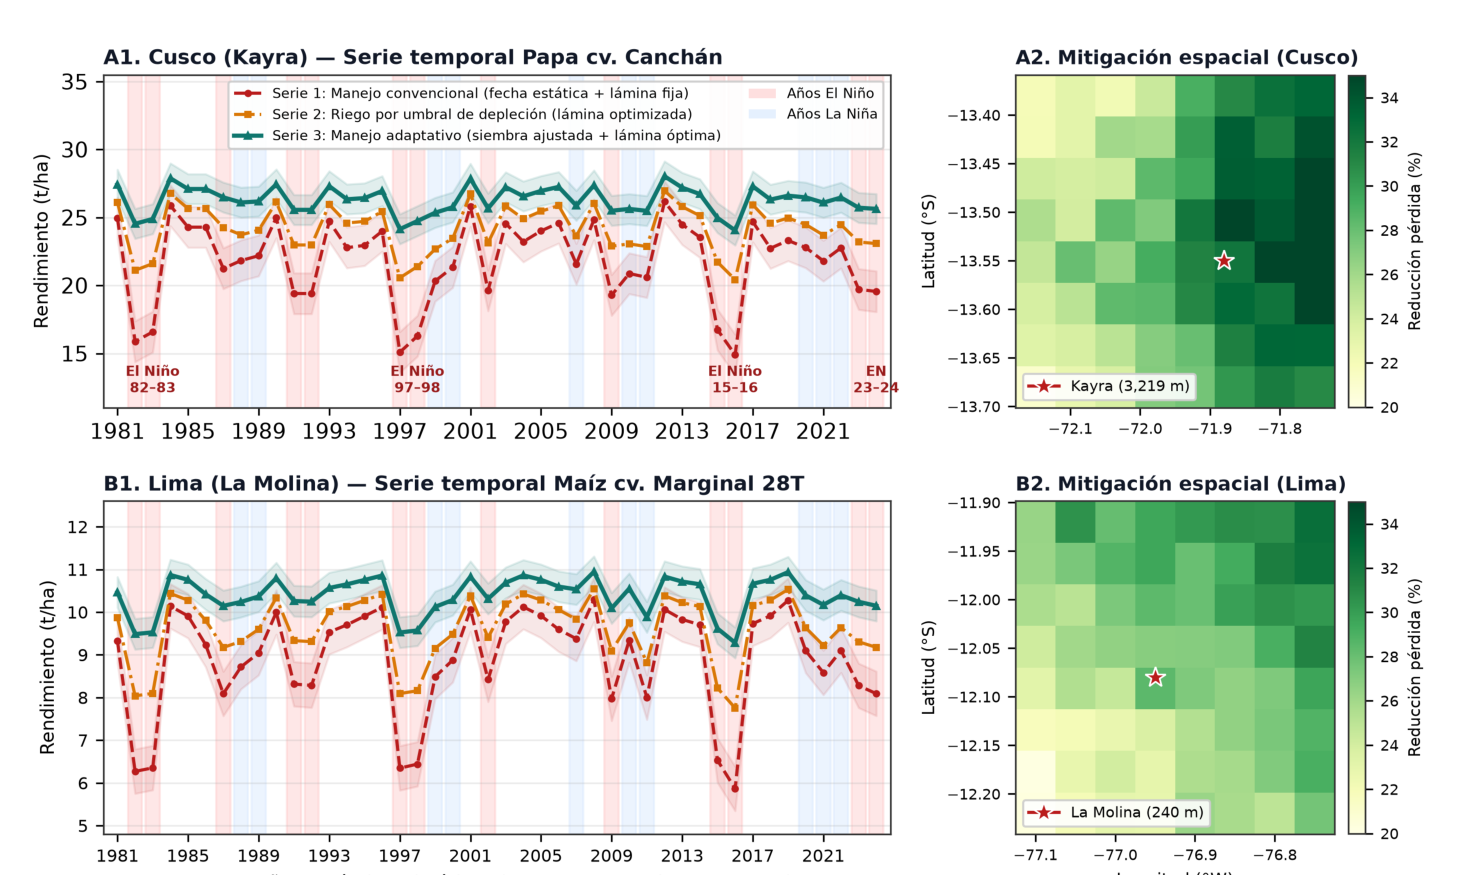 A1. Cusco (Kayra) — Serie temporal Papa cv. Canchán
Rendimiento (t/ha)
35
30
25
20
15
Serie 1: Manejo convencional (fecha estática + lámina fija)
Serie 2: Riego por umbral de depleción (lámina optimizada)
Serie 3: Manejo adaptativo (siembra ajustada + lámina óptima)
Años El Niño
Años La Niña
El Niño
82–83
El Niño
97–98
El Niño
15–16
EN
23–24
1981 1985 1989 1993 1997 2001 2005 2009 2013 2017 2021
A2. Mitigación espacial (Cusco)
Latitud (°S)
−13.40
−13.45
−13.50
−13.55
−13.60
−13.65
−13.70
Kayra (3,219 m)
−72.1 −72.0 −71.9 −71.8
34
32
30
28
26
24
22
20
Reducción pérdida (%)
B1. Lima (La Molina) — Serie temporal Maíz cv. Marginal 28T
Rendimiento (t/ha)
12
11
10
9
8
7
6
5
1981 1985 1989 1993 1997 2001 2005 2009 2013 2017 2021
B2. Mitigación espacial (Lima)
Latitud (°S)
−11.90
−11.95
−12.00
−12.05
−12.10
−12.15
−12.20
La Molina (240 m)
−77.1 −77.0 −76.9 −76.8
34
32
30
28
26
24
22
20
Reducción pérdida (%)